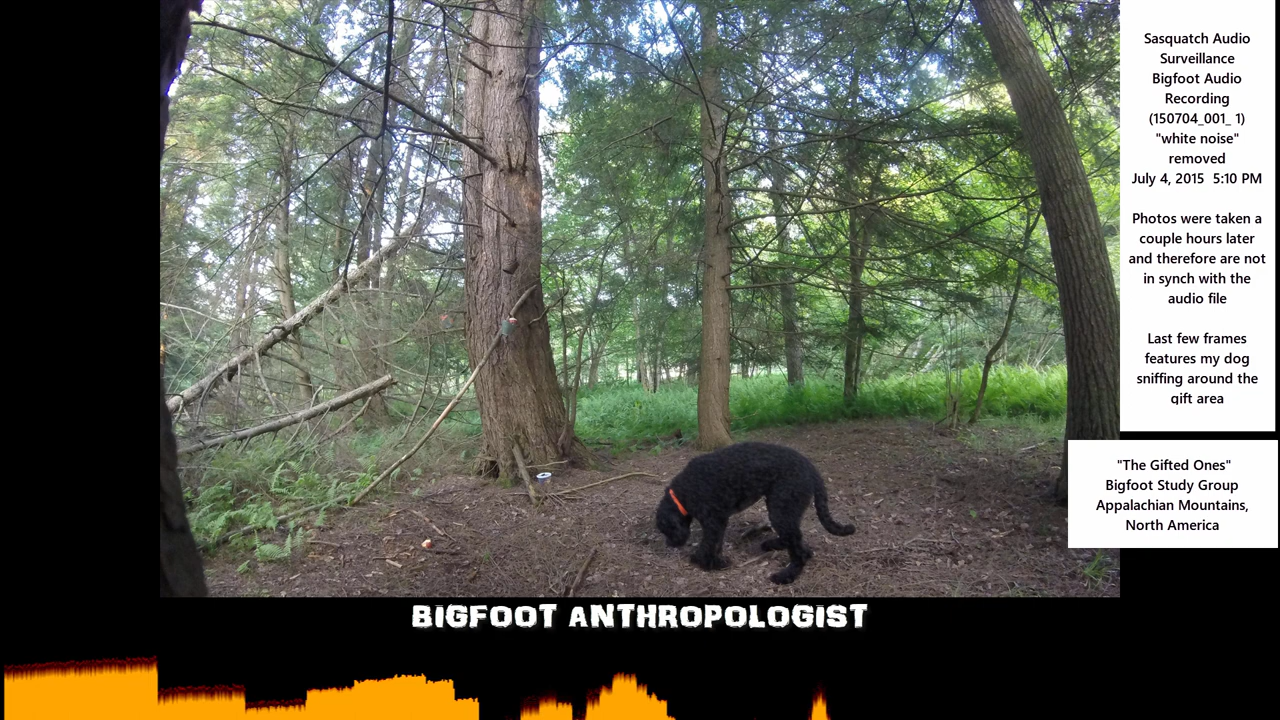 Sasquatch Audio
Surveillance
Bigfoot Audio
Recording
(150704_001_ 1)
"white noise"
removed
July 4, 2015  5:10 PM
Photos were taken a
couple hours later
and therefore are not
in synch with the
audio file
Last few frames
features my dog
sniffing around the
gift area
"The Gifted Ones"
Bigfoot Study Group
Appalachian Mountains,
North America
BIGFOOT ANTHROPOLOGIST